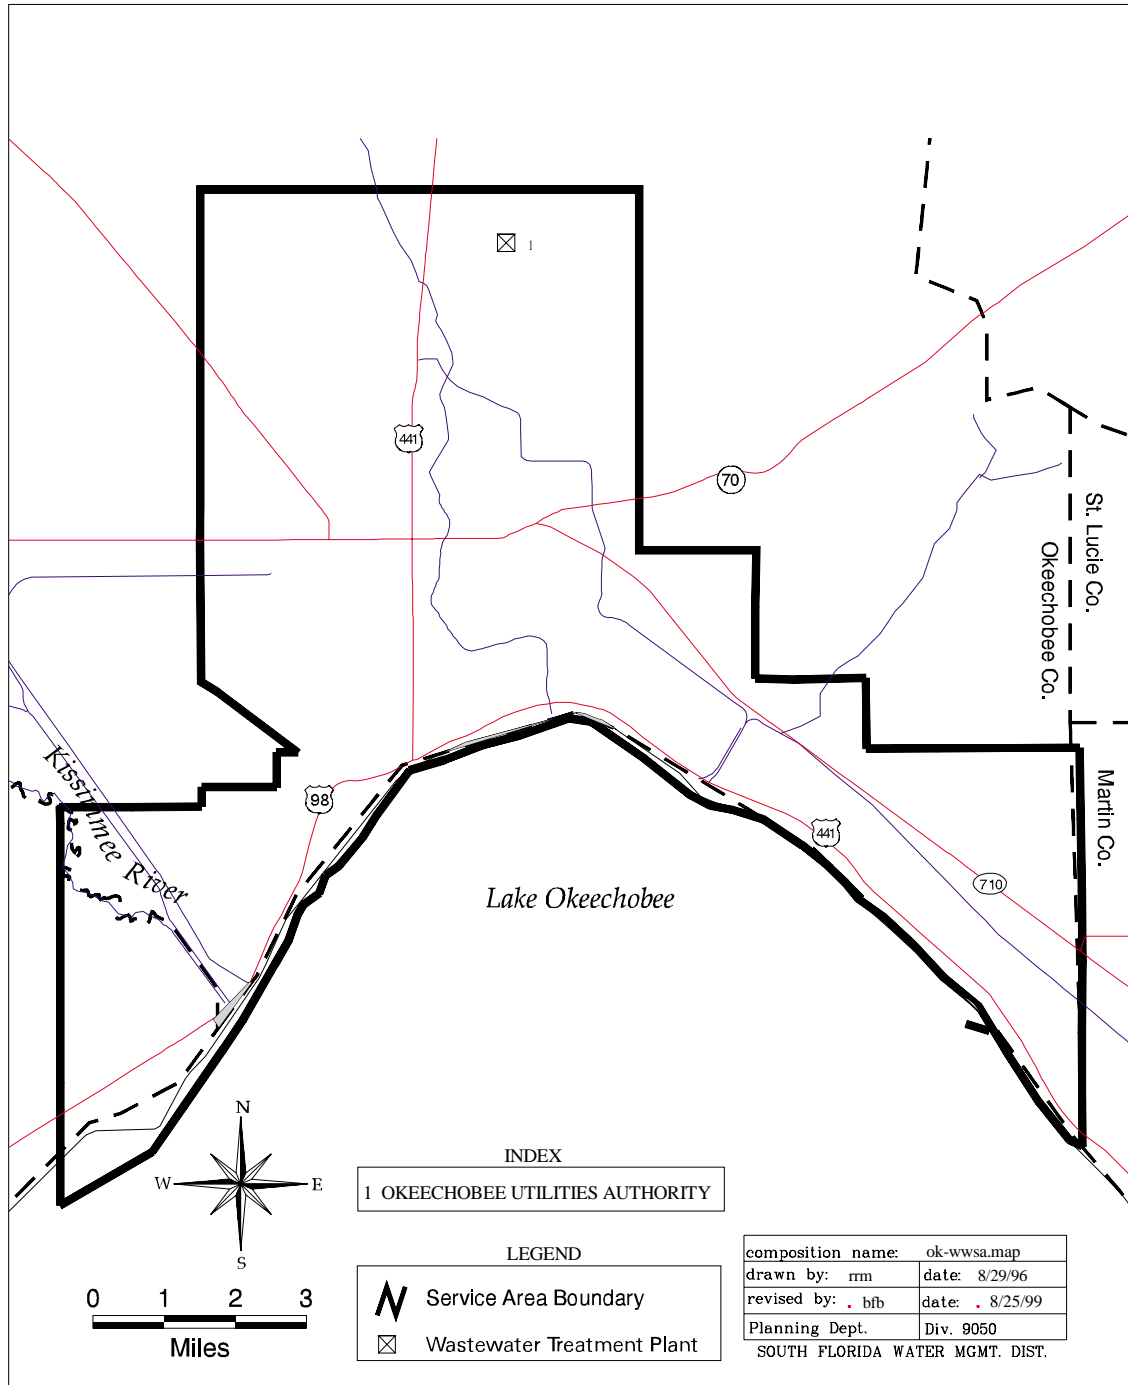 1
441
70
St. Lucie Co.
Okeechobee Co.
Kissimmee River
98
441
Martin Co.
710
Lake Okeechobee
N
W E
S
INDEX
1 OKEECHOBEE UTILITIES AUTHORITY
LEGEND
Service Area Boundary
Wastewater Treatment Plant
0 1 2 3
Miles
composition name: ok-wwsa.map
drawn by: rrm date: 8/29/96
revised by: . bfb date: . 8/25/99
Planning Dept. Div. 9050
SOUTH FLORIDA WATER MGMT. DIST.